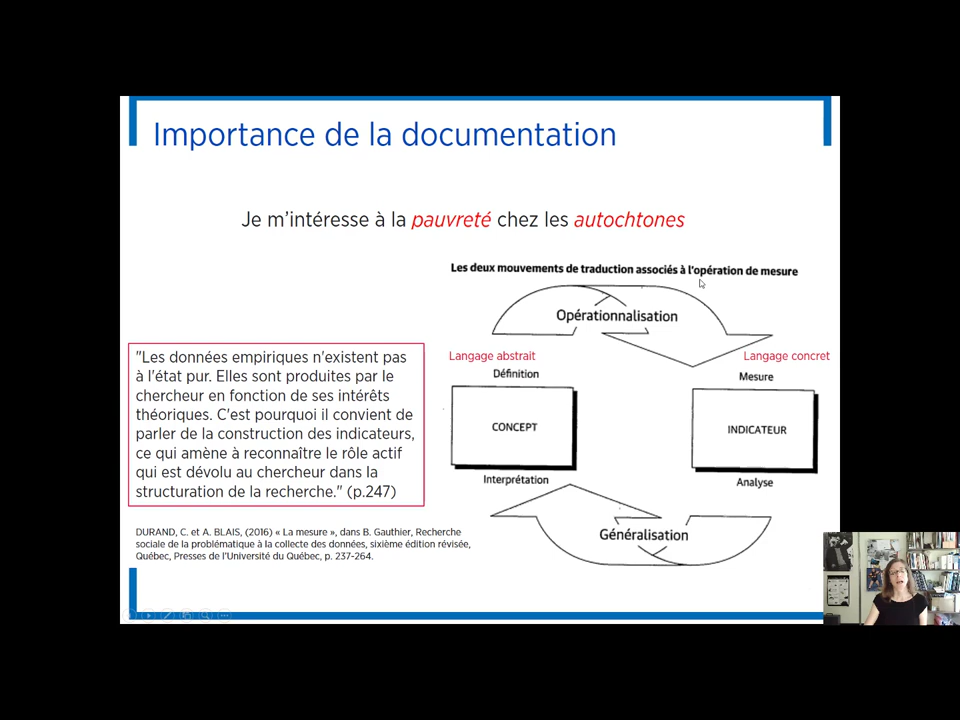 Importance de la documentation
Je m'intéresse à la pauvreté chez les autochtones
Les deux mouvements de traduction associés à l'opération de mesure
Opérationnalisation
Langage abstrait
Langage concret
Définition
Mesure
CONCEPT
INDICATEUR
Interprétation
Analyse
Généralisation
"Les données empiriques n'existent pas
à l'état pur. Elles sont produites par le
chercheur en fonction de ses intérêts
théoriques. C'est pourquoi il convient de
parler de la construction des indicateurs,
ce qui amène à reconnaître le rôle actif
qui est dévolu au chercheur dans la
structuration de la recherche." (p.247)
DURAND, C. et A. BLAIS, (2016) « La mesure », dans B. Gauthier, Recherche
sociale de la problématique à la collecte des données, sixième édition révisée,
Québec, Presses de l'Université du Québec, p. 237-264.